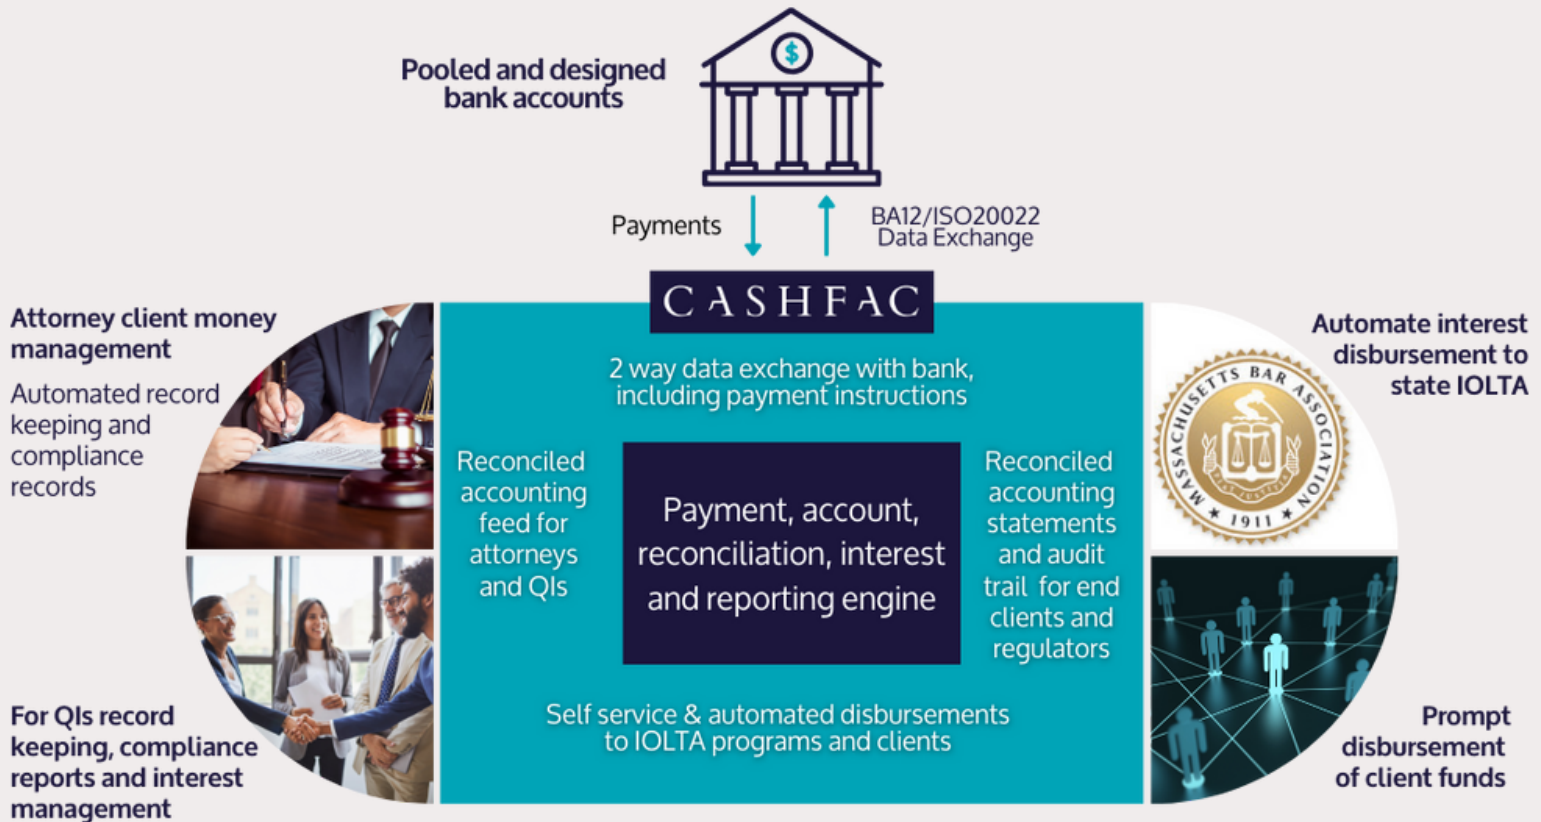 Pooled and designed
bank accounts
$
Payments
BA12/ISO20022
Data Exchange
CASHFAC
Attorney client money
management
Automated record
keeping and
compliance
records
For QIs record
keeping, compliance
reports and interest
management
2 way data exchange with bank,
including payment instructions
Reconciled
accounting
feed for
attorneys
and QIs
Payment, account,
reconciliation, interest
and reporting engine
Reconciled
accounting
statements
and audit
trail for end
clients and
regulators
Self service & automated disbursements
to IOLTA programs and clients
MASSACHUSETTS BAR ASSOCIATION
1911
Automate interest
disbursement to
state IOLTA
Prompt
disbursement
of client funds